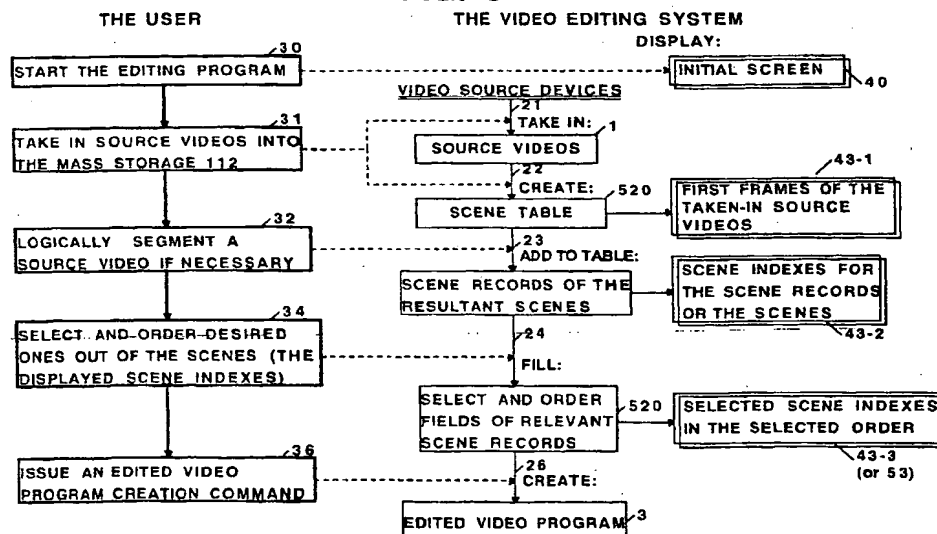 THE USER
THE VIDEO EDITING SYSTEM
DISPLAY:
30
START THE EDITING PROGRAM
INITIAL SCREEN
40
VIDEO SOURCE DEVICES
21
TAKE IN:
1
31
TAKE IN SOURCE VIDEOS INTO
THE MASS STORAGE 112
SOURCE VIDEOS
22
CREATE:
520
SCENE TABLE
43-1
FIRST FRAMES OF THE
TAKEN-IN SOURCE
VIDEOS
32
LOGICALLY SEGMENT A
SOURCE VIDEO IF NECESSARY
23
ADD TO TABLE:
SCENE RECORDS OF THE
RESULTANT SCENES
SCENE INDEXES FOR
THE SCENE RECORDS
OR THE SCENES
43-2
34
SELECT AND ORDER DESIRED
ONES OUT OF THE SCENES (THE
DISPLAYED SCENE INDEXES)
24
FILL:
SELECT AND ORDER
FIELDS OF RELEVANT
SCENE RECORDS
520
SELECTED SCENE INDEXES
IN THE SELECTED ORDER
43-3
(or 53)
36
ISSUE AN EDITED VIDEO
PROGRAM CREATION COMMAND
26
CREATE:
EDITED VIDEO PROGRAM
3